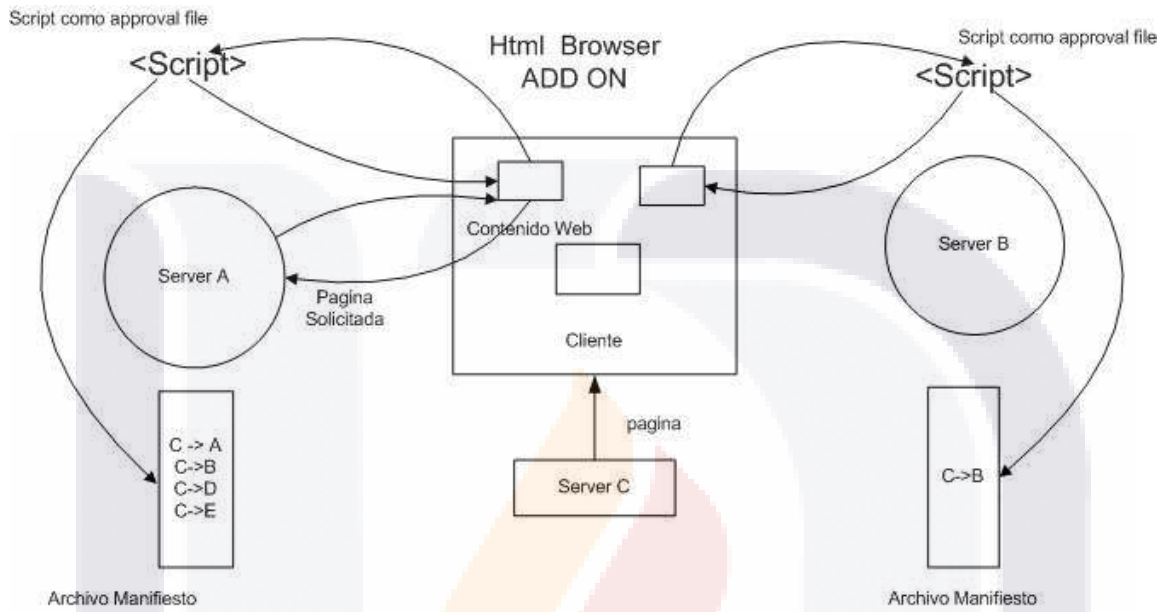 Script como approval file
<Script>
Html Browser
ADD ON
Script como approval file
<Script>
Contenido Web
Server A
Server B
Pagina
Solicitada
Cliente
pagina
Server C
C -> A
C->B
C->D
C->E
C->B
Archivo Manifiesto
Archivo Manifiesto